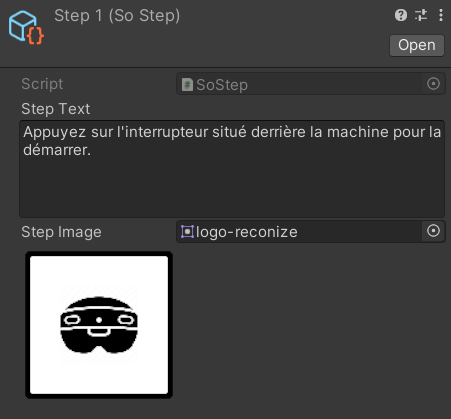 Step 1 (So Step)
Open
Script
SoStep
Step Text
Appuyez sur l'interrupteur situé derrière la machine pour la
démarrer.
Step Image
logo-reconize